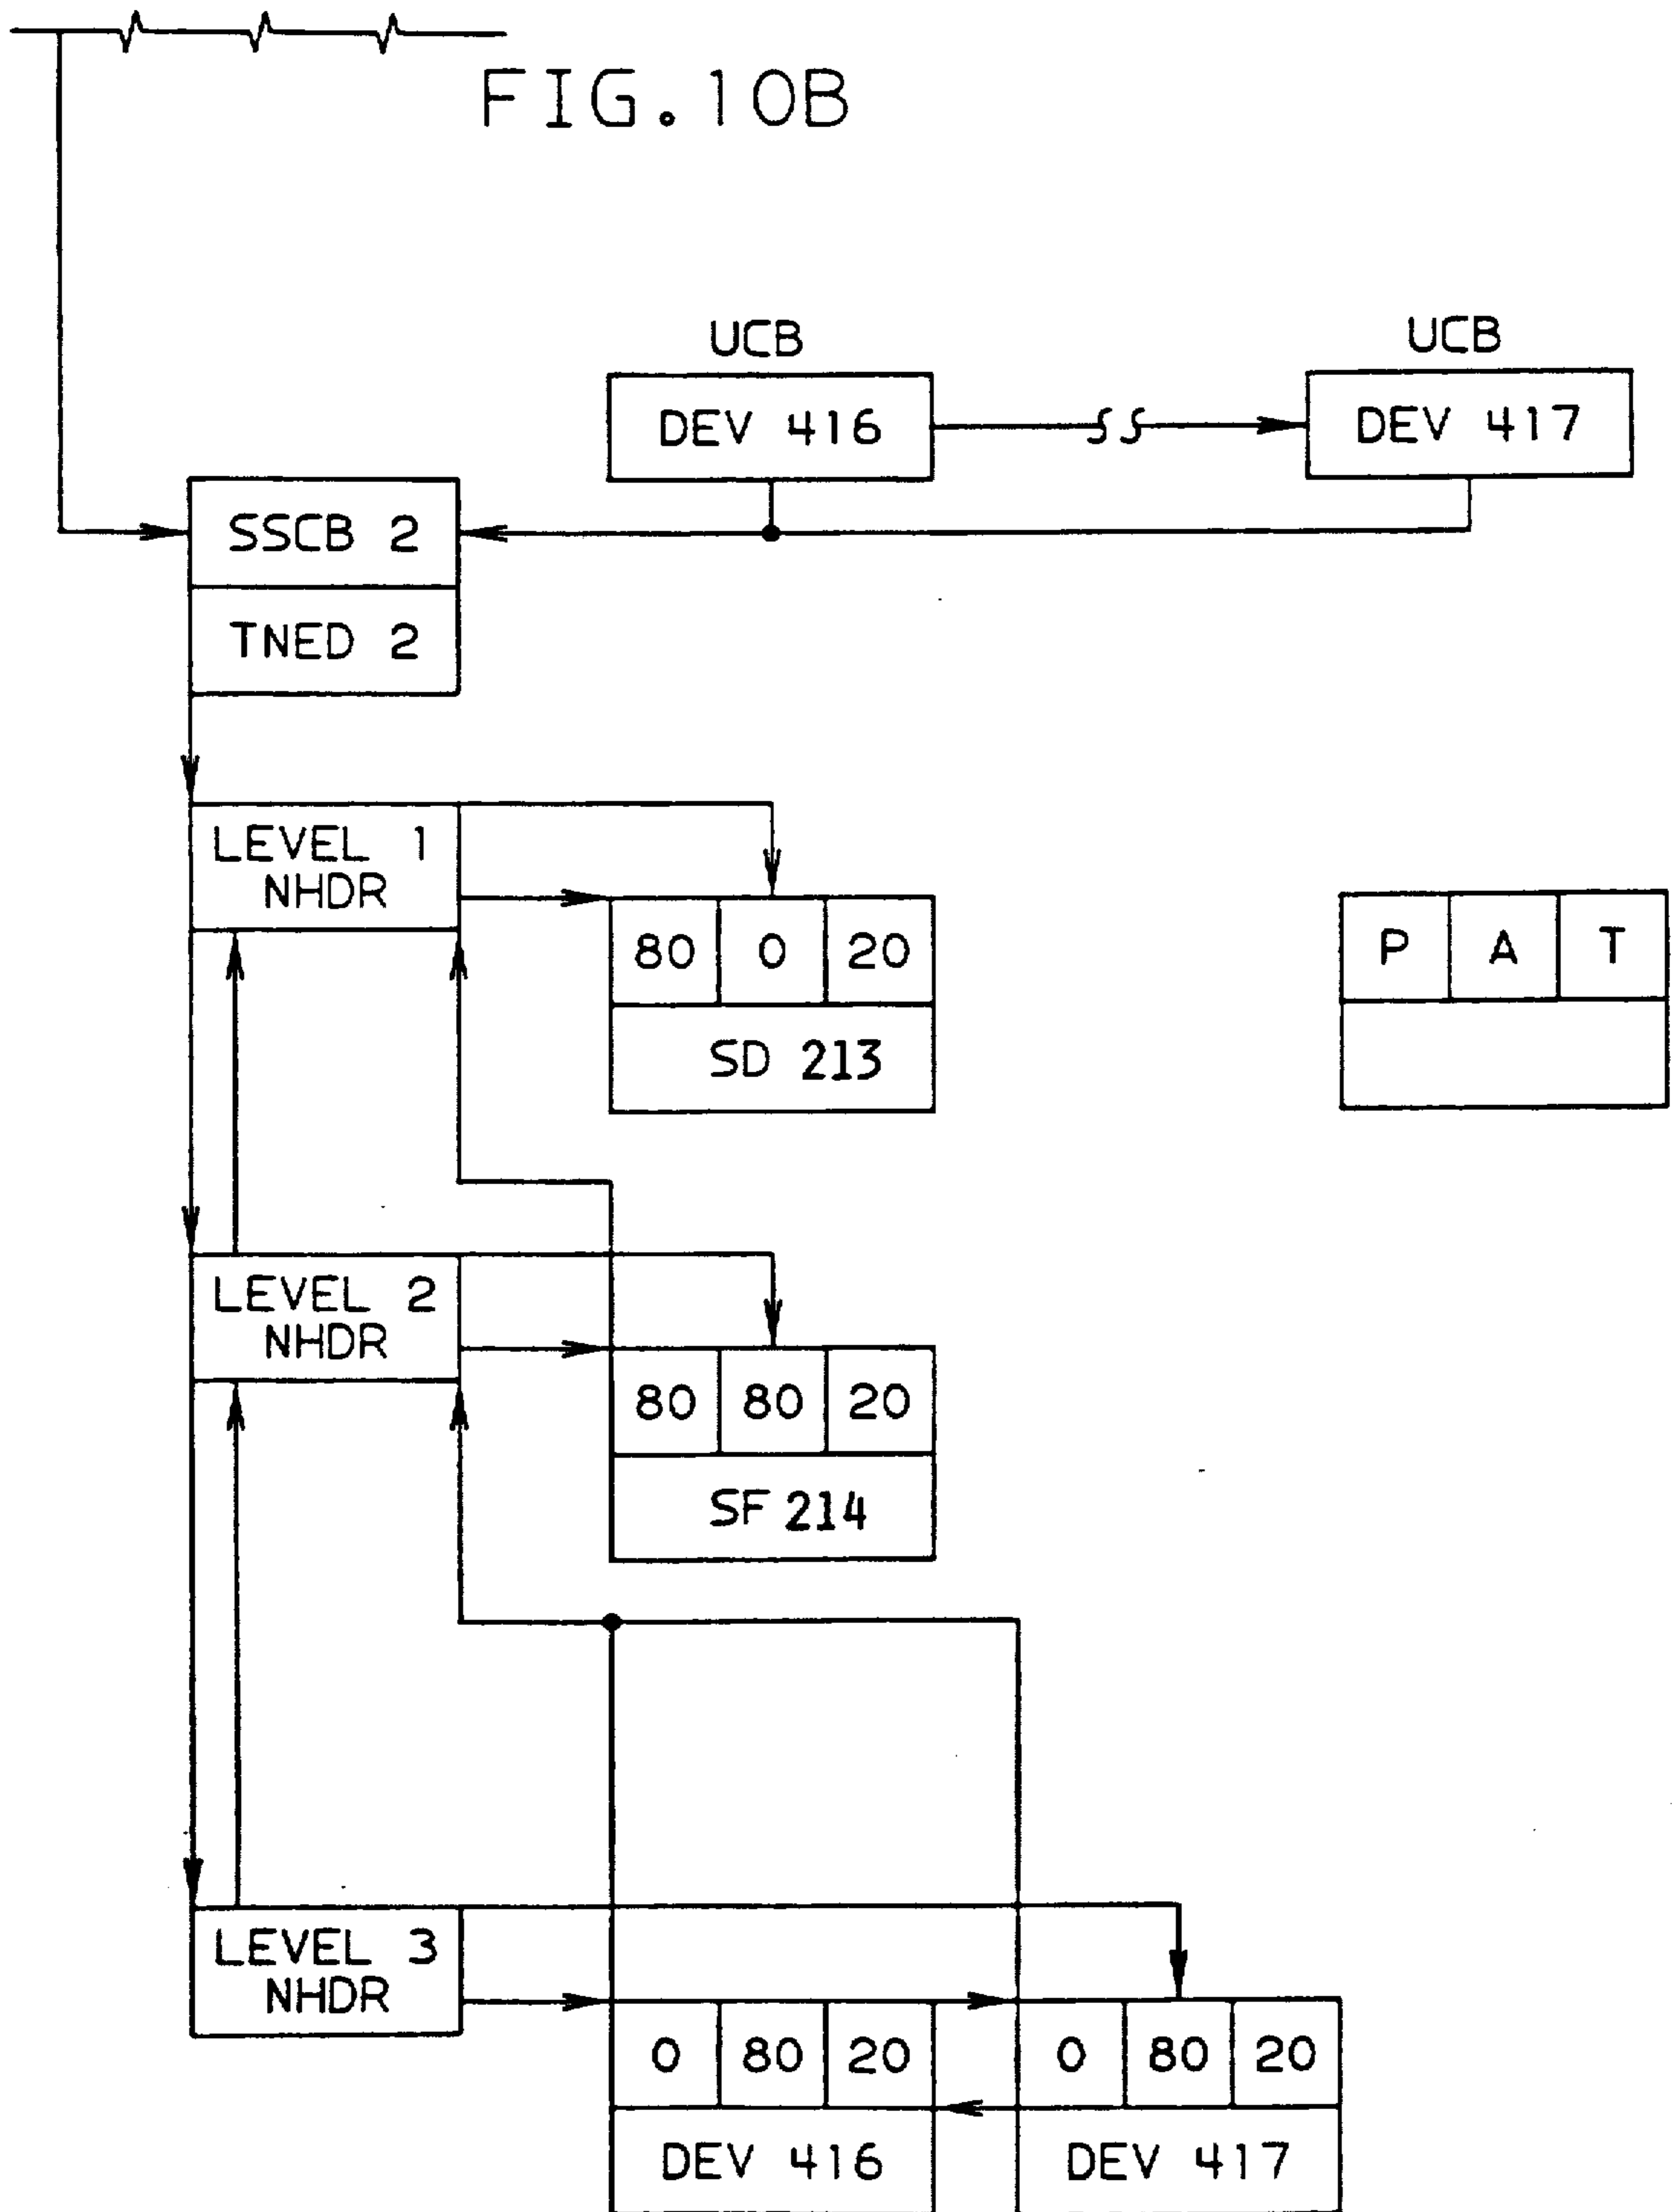 FIG.10B
UCB
UCB
DEV 416
DEV 417
SSCB 2
TNED 2
LEVEL 1
NHDR
80 0 20
SD 213
P A T
LEVEL 2
NHDR
80 80 20
SF 214
LEVEL 3
NHDR
0 80 20
0 80 20
DEV 416
DEV 417